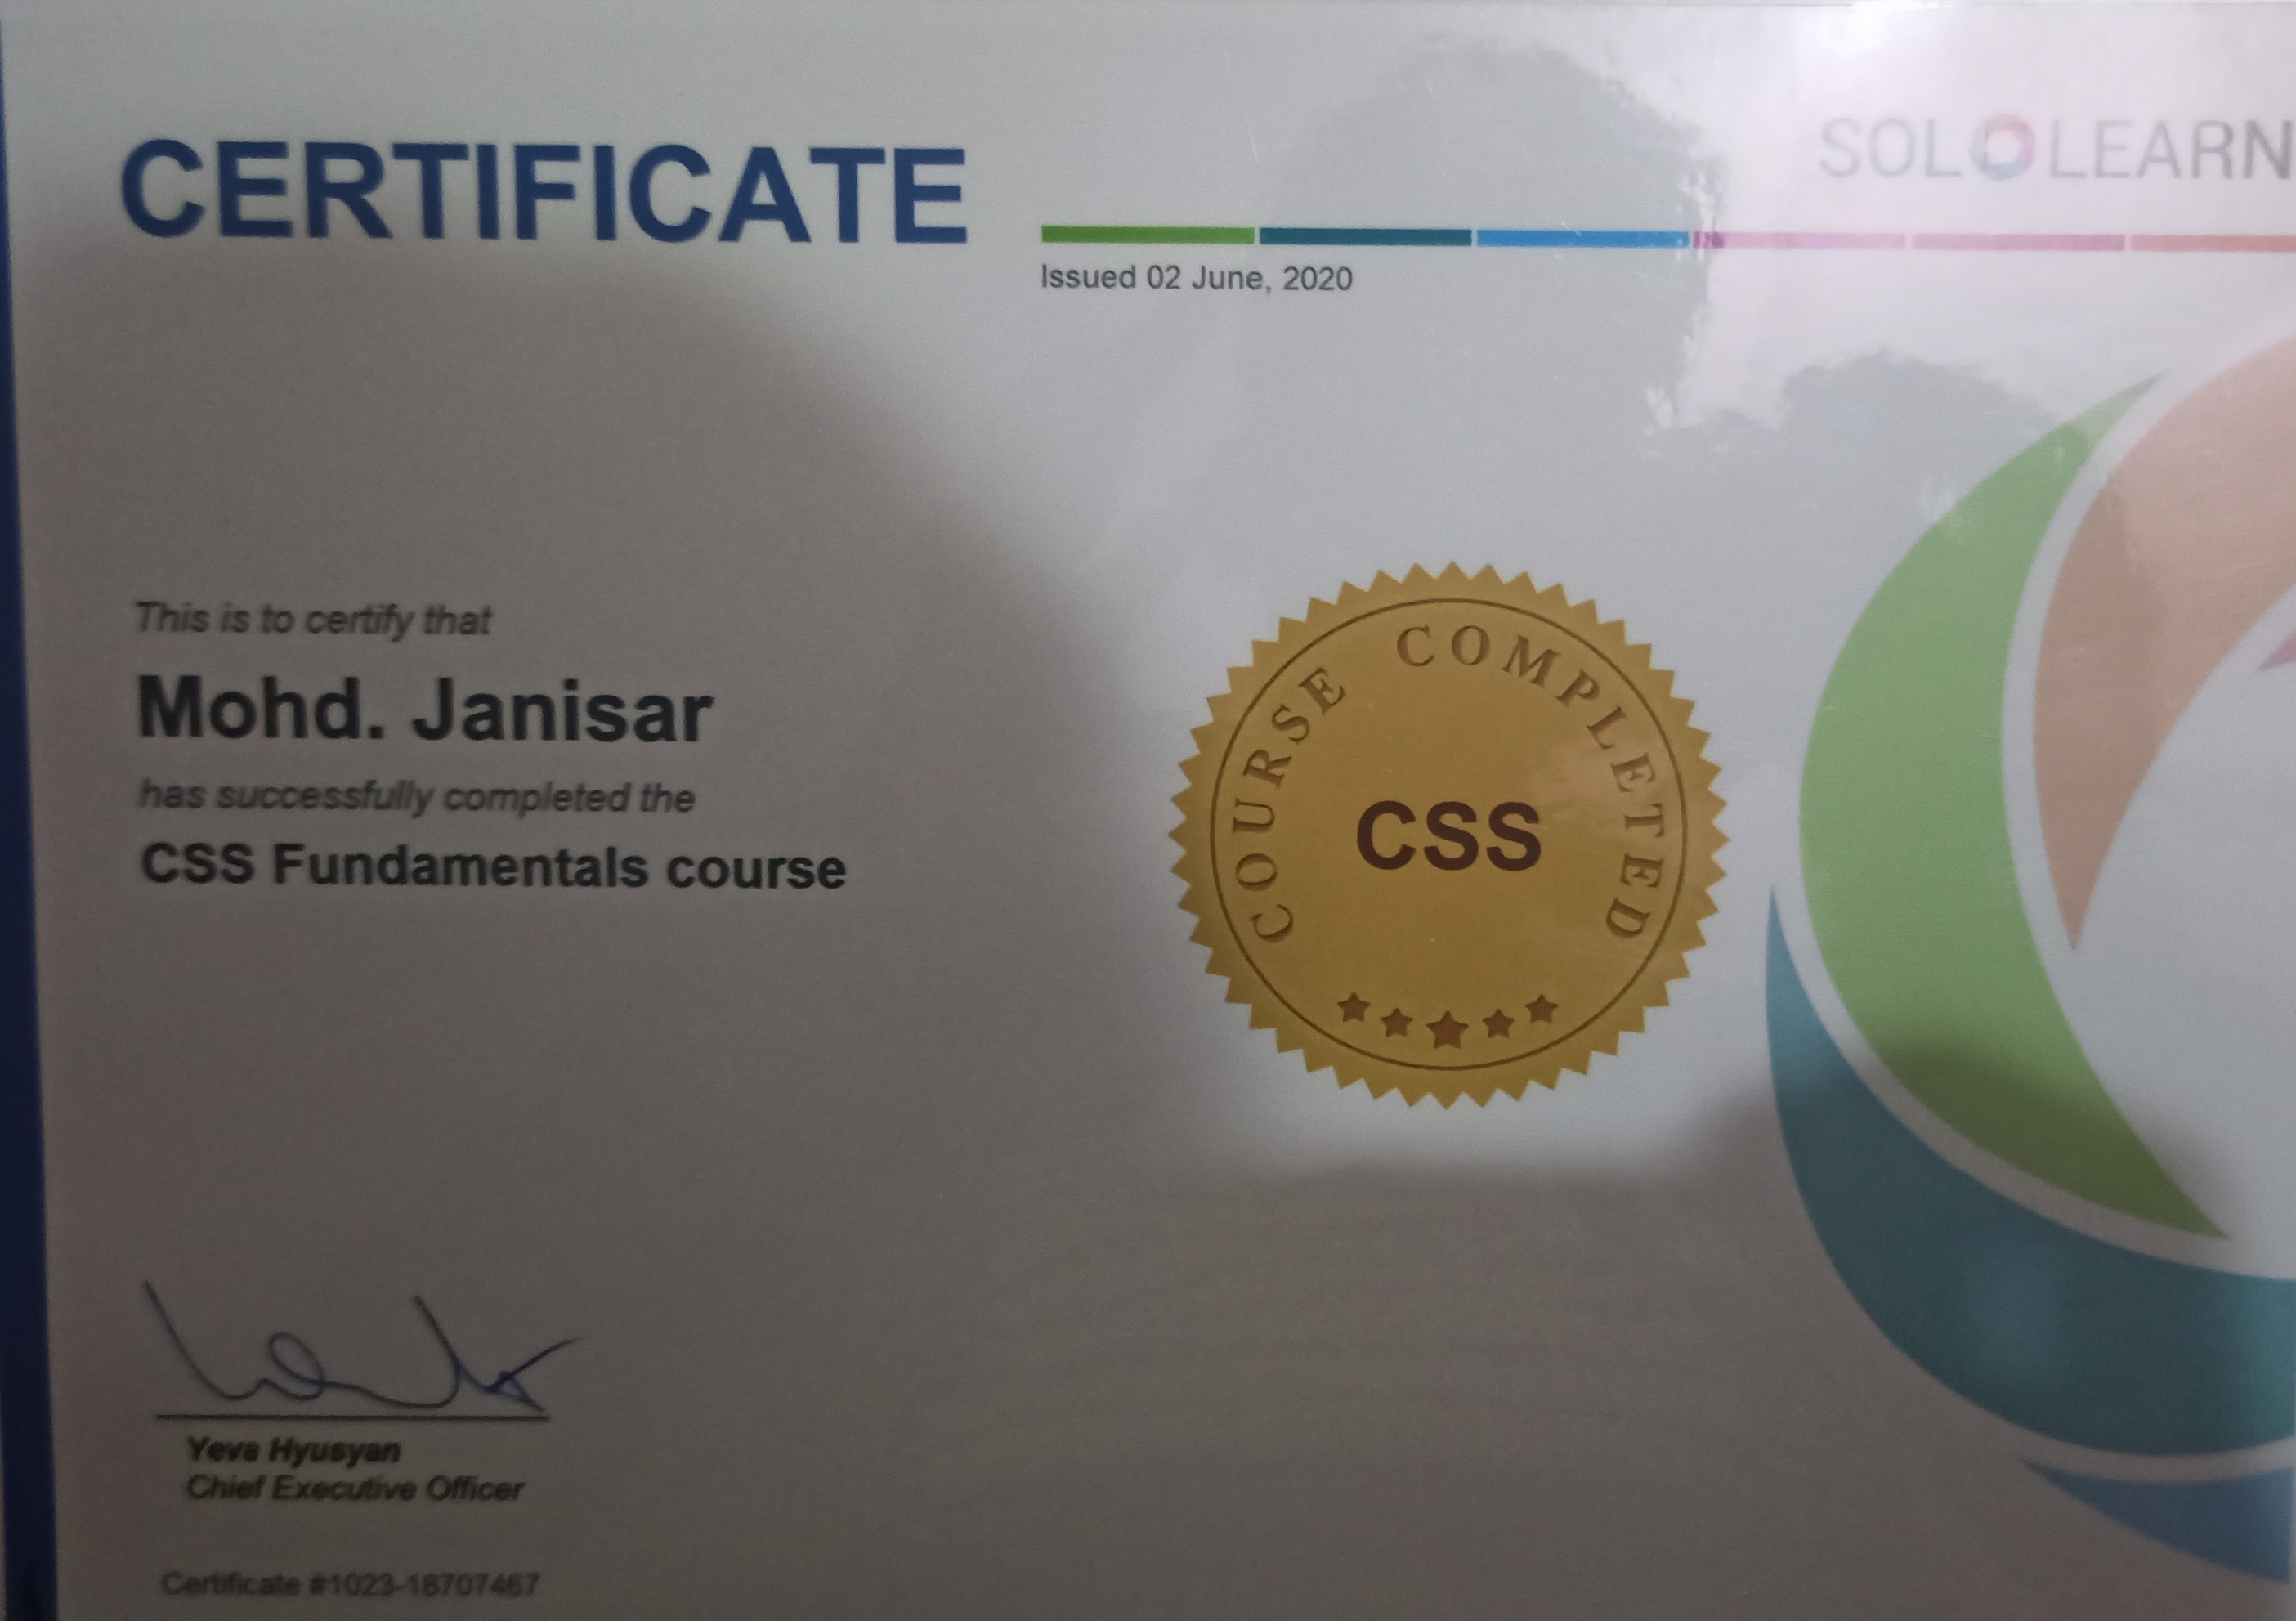 CERTIFICATE
SOLOLEARN
Issued 02 June, 2020
This is to certify that
Mohd. Janisar
has successfully completed the
CSS Fundamentals course
COURSE COMPLETED
CSS
Yeva Hyusyan
Chief Executive Officer
Certificate #1023-18707467